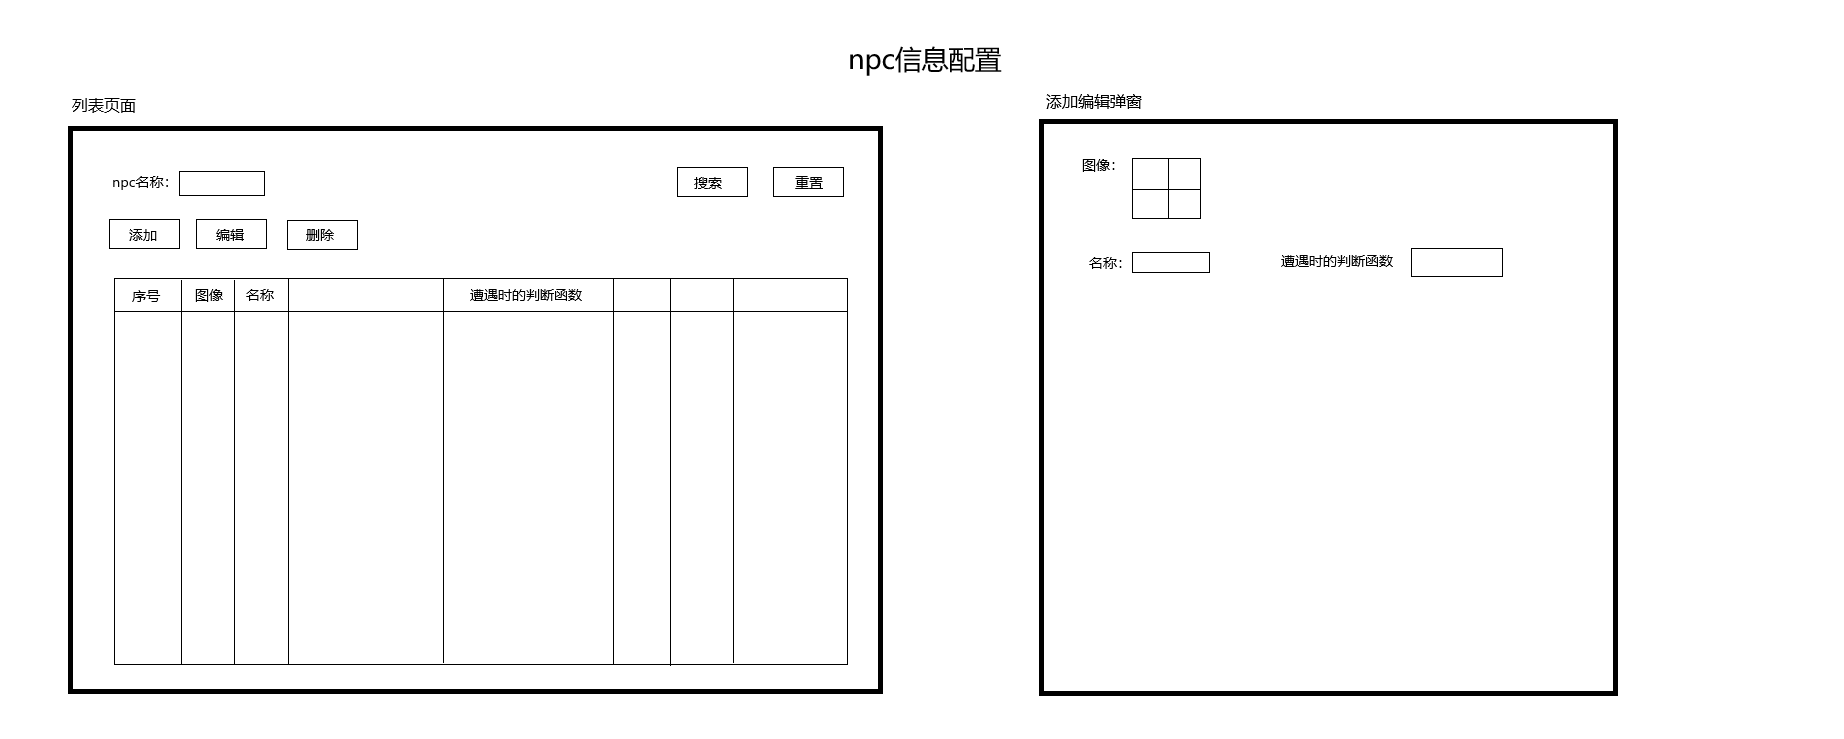 npc信息配置
列表页面
npc名称：
搜索
重置
添加
编辑
删除
序号
图像
名称
遭遇时的判断函数
添加编辑弹窗
图像：
名称：
遭遇时的判断函数